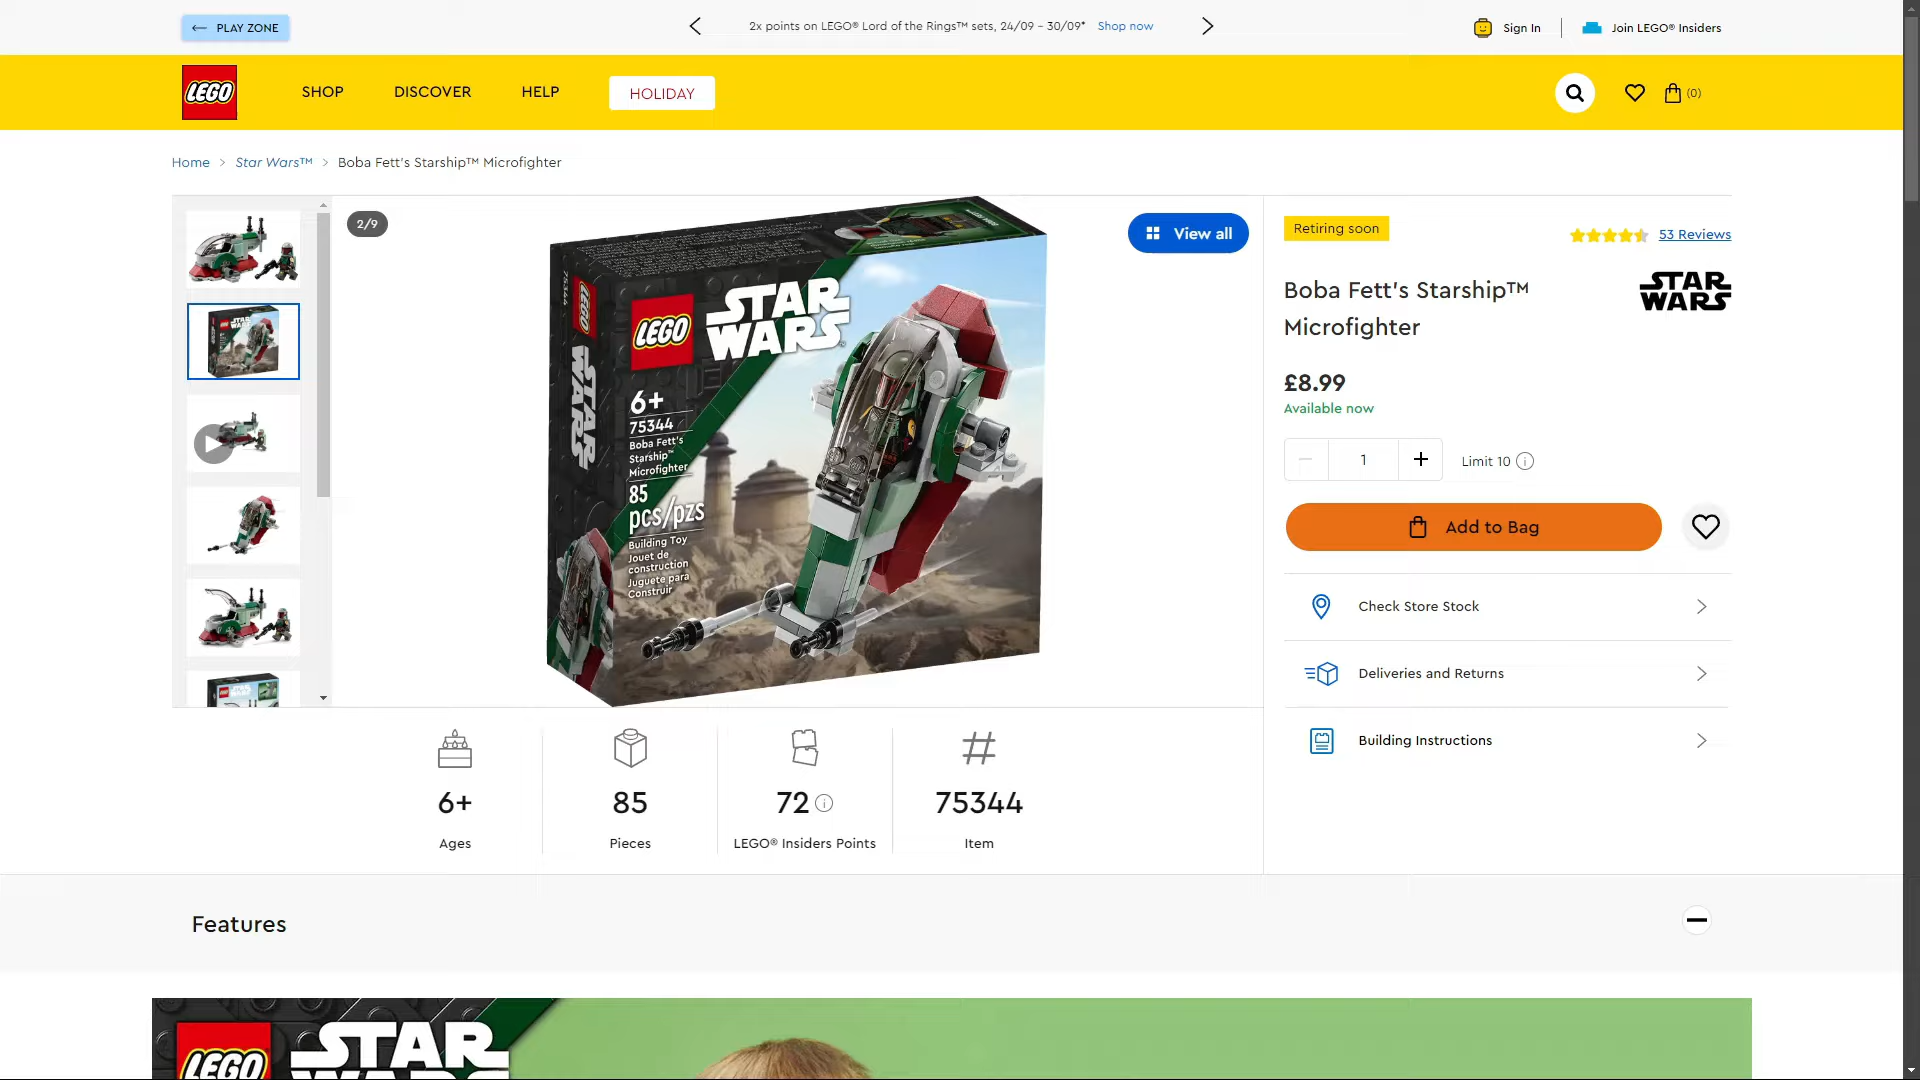 PLAY ZONE
2x points on LEGO® Lord of the Rings™ sets, 24/09 - 30/09* Shop now
Sign In
Join LEGO® Insiders
LEGO
SHOP
DISCOVER
HELP
HOLIDAY
(0)
Home > Star Wars™ > Boba Fett's Starship™ Microfighter
2/9
View all
75344
LEGO
STAR WARS
LEGO
STAR
WARS
6+
75344
Boba Fett's
Starship™
Microfighter
85
pcs/pzs
Building Toy
Jouet de
construction
Juguete para
Construir
Retiring soon
53 Reviews
Boba Fett's Starship™
Microfighter
STAR
WARS
£8.99
Available now
1
Limit 10
Add to Bag
Check Store Stock
Deliveries and Returns
Building Instructions
6+
Ages
85
Pieces
72
LEGO® Insiders Points
75344
Item
Features
LEGO
STAR
WARS